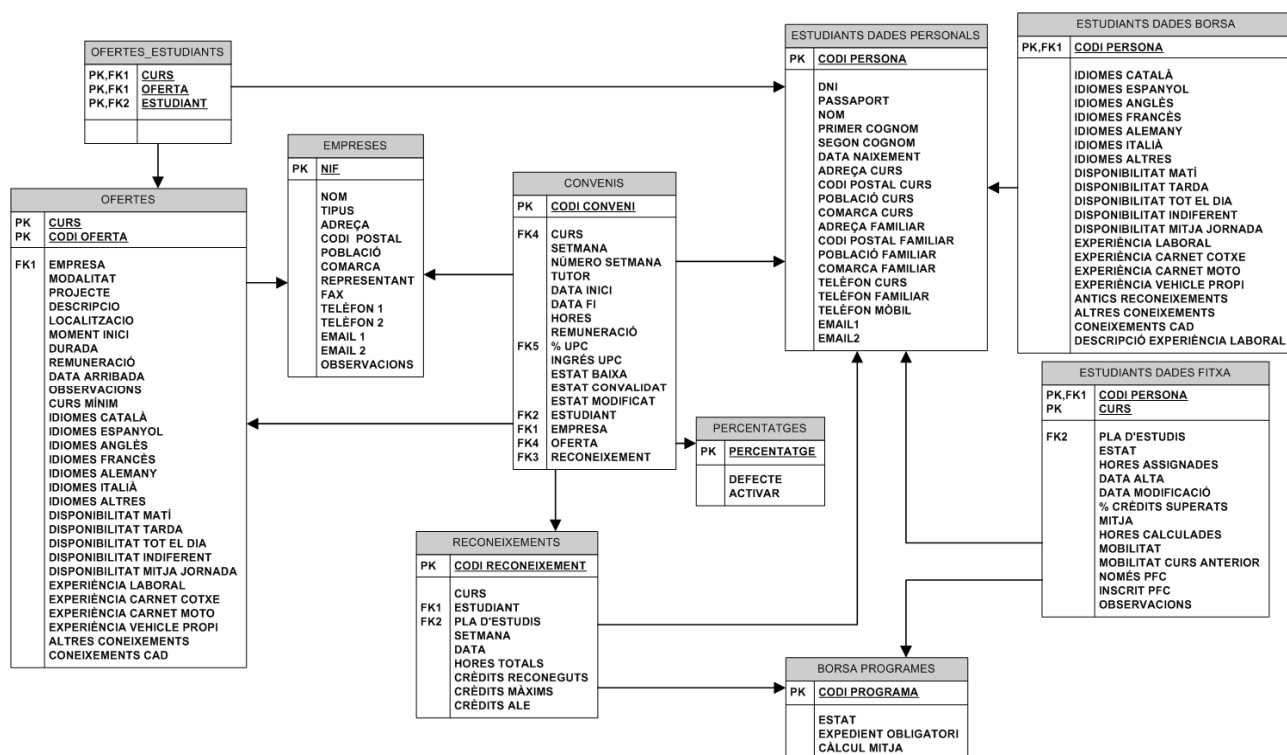 OFERTES_ESTUDIANTS
PK,FK1 CURS
PK,FK1 OFERTA
PK,FK2 ESTUDIANT
OFERTES
PK CURS
PK CODI OFERTA
FK1 EMPRESA
MODALITAT
PROJECTE
DESCRIPCIO
LOCALITZACIO
MOMENT INICI
DURADA
REMUNERACIÓ
DATA ARRIBADA
OBSERVACIONS
CURS MÍNIM
IDIOMES CATALÀ
IDIOMES ESPANYOL
IDIOMES ANGLÈS
IDIOMES FRANCÈS
IDIOMES ALEMANY
IDIOMES ITALIÀ
IDIOMES ALTRES
DISPONIBILITAT MATÍ
DISPONIBILITAT TARDA
DISPONIBILITAT TOT EL DIA
DISPONIBILITAT INDIFERENT
DISPONIBILITAT MITJA JORNADA
EXPERIÈNCIA LABORAL
EXPERIÈNCIA CARNET COTXE
EXPERIÈNCIA CARNET MOTO
EXPERIÈNCIA VEHICLE PROPI
ALTRES CONEIXEMENTS
CONEIXEMENTS CAD
EMPRESES
PK NIF
NOM
TIPUS
ADREÇA
CODI POSTAL
POBLACIÓ
COMARCA
REPRESENTANT
FAX
TELÈFON 1
TELÈFON 2
EMAIL 1
EMAIL 2
OBSERVACIONS
CONVENIS
PK CODI CONVENI
FK4 CURS
SETMANA
NÚMERO SETMANA
TUTOR
DATA INICI
DATA FI
HORES
REMUNERACIÓ
FK5 % UPC
INGRÉS UPC
ESTAT BAIXA
ESTAT CONVALIDAT
ESTAT MODIFICAT
FK2 ESTUDIANT
FK1 EMPRESA
FK4 OFERTA
FK3 RECONEIXEMENT
PERCENTATGES
PK PERCENTATGE
DEFECTE
ACTIVAR
RECONEIXEMENTS
PK CODI RECONEIXEMENT
CURS
FK1 ESTUDIANT
FK2 PLA D'ESTUDIS
SETMANA
DATA
HORES TOTALS
CRÈDITS RECONEGUTS
CRÈDITS MÀXIMS
CRÈDITS ALE
ESTUDIANTS DADES PERSONALS
PK CODI PERSONA
DNI
PASSAPORT
NOM
PRIMER COGNOM
SEGON COGNOM
DATA NAIXEMENT
ADREÇA CURS
CODI POSTAL CURS
POBLACIÓ CURS
COMARCA CURS
ADREÇA FAMILIAR
CODI POSTAL FAMILIAR
POBLACIÓ FAMILIAR
COMARCA FAMILIAR
TELÈFON CURS
TELÈFON FAMILIAR
TELÈFON MÒBIL
EMAIL1
EMAIL2
ESTUDIANTS DADES BORSA
PK,FK1 CODI PERSONA
IDIOMES CATALÀ
IDIOMES ESPANYOL
IDIOMES ANGLÈS
IDIOMES FRANCÈS
IDIOMES ALEMANY
IDIOMES ITALIÀ
IDIOMES ALTRES
DISPONIBILITAT MATÍ
DISPONIBILITAT TARDA
DISPONIBILITAT TOT EL DIA
DISPONIBILITAT INDIFERENT
DISPONIBILITAT MITJA JORNADA
EXPERIÈNCIA LABORAL
EXPERIÈNCIA CARNET COTXE
EXPERIÈNCIA CARNET MOTO
EXPERIÈNCIA VEHICLE PROPI
ANTICS RECONEIXEMENTS
ALTRES CONEIXEMENTS
CONEIXEMENTS CAD
DESCRIPCIÓ EXPERIÈNCIA LABORAL
ESTUDIANTS DADES FITXA
PK,FK1 CODI PERSONA
PK CURS
FK2 PLA D'ESTUDIS
ESTAT
HORES ASSIGNADES
DATA ALTA
DATA MODIFICACIÓ
% CRÈDITS SUPERATS
MITJA
HORES CALCULADES
MOBILITAT
MOBILITAT CURS ANTERIOR
NOMÉS PFC
INSCRIT PFC
OBSERVACIONS
BORSA PROGRAMES
PK CODI PROGRAMA
ESTAT
EXPEDIENT OBLIGATORI
CÀLCUL MITJA